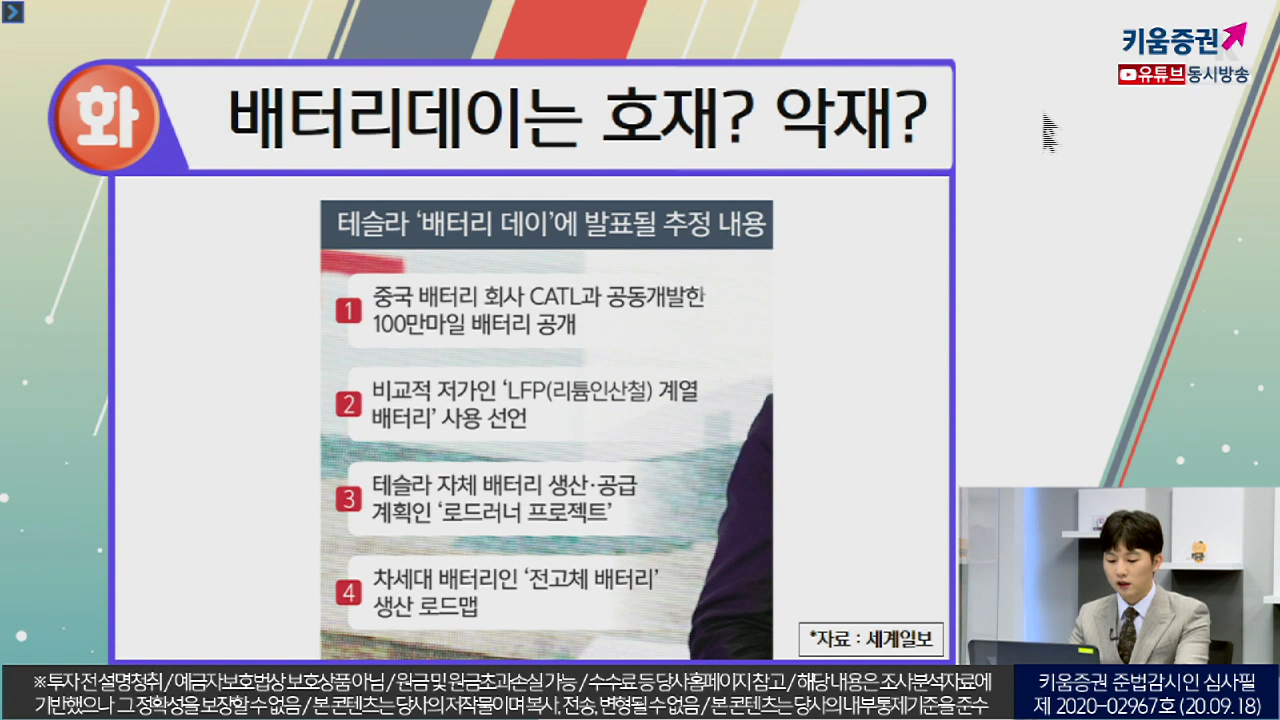 키움증권
유튜브동시방송
화
배터리데이는 호재? 악재?
테슬라 ‘배터리 데이’에 발표될 추정 내용
1
중국 배터리 회사 CATL과 공동개발한
100만마일 배터리 공개
2
비교적 저가인 ‘LFP(리튬인산철) 계열
배터리’ 사용 선언
3
테슬라 자체 배터리 생산·공급
계획인 ‘로드러너 프로젝트’
4
차세대 배터리인 ‘전고체 배터리’
생산 로드맵
*자료 : 세계일보
※ 투자 전 설명청취 / 예금자보호법상 보호상품 아님 / 원금 및 원금초과손실 가능 / 수수료 등 당사홈페이지 참고 / 해당 내용은 조사분석자료에
기반했으나 그 정확성을 보장할 수 없음 / 본 콘텐츠는 당사의 저작물이며 복사, 전송, 변형될 수 없음 / 본 콘텐츠는 당사의 내부통제기준을 준수
키움증권 준법감시인 심사필
제 2020-02967호 (20.09.18)